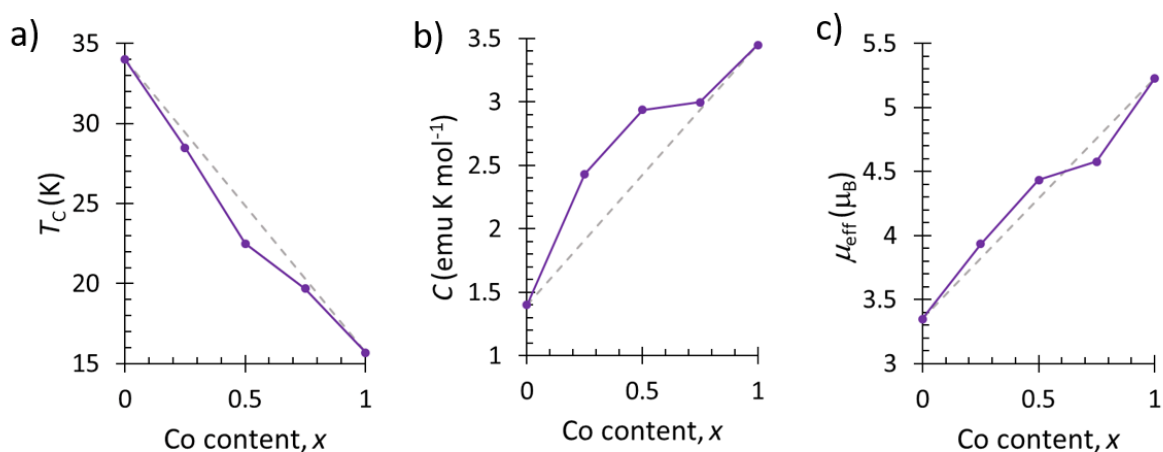 a)
35
30
25
20
15
T_C (K)
0
0.5
1
Co content, x
b)
3.5
3
2.5
2
1.5
1
C (emu K mol⁻¹)
0
0.5
1
Co content, x
c)
5.5
5
4.5
4
3.5
3
μ_eff (μ_B)
0
0.5
1
Co content, x